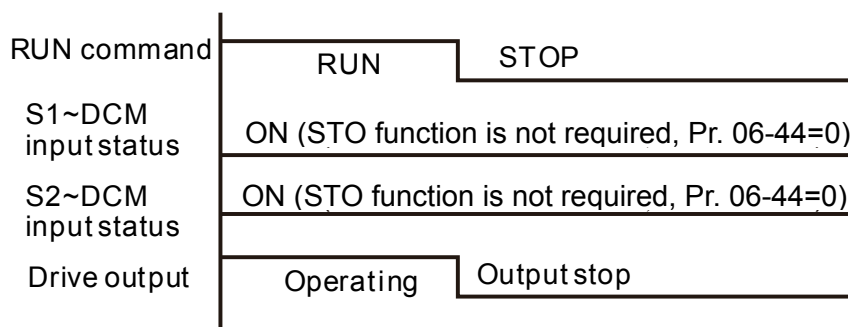 RUN command
RUN
STOP
S1~DCM
input status
ON (STO function is not required, Pr. 06-44=0)
S2~DCM
input status
ON (STO function is not required, Pr. 06-44=0)
Drive output
Operating
Output stop